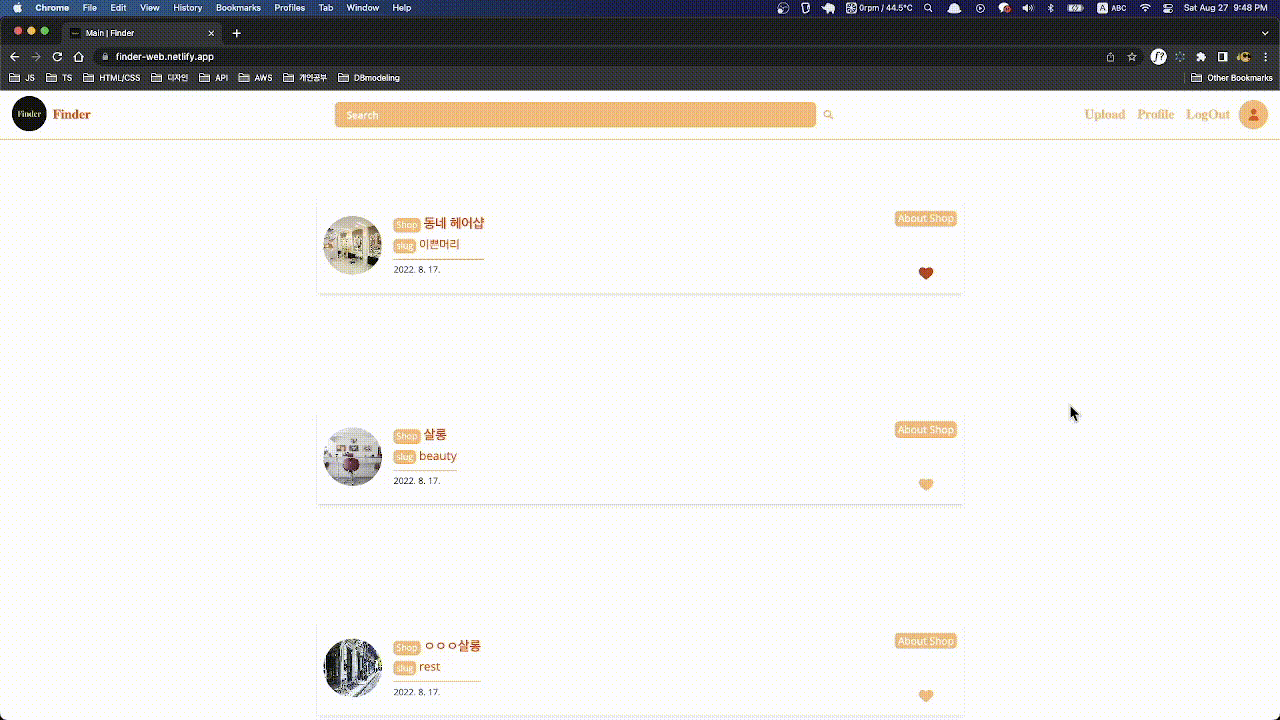 Chrome File Edit View History Bookmarks Profiles Tab Window Help 0rpm / 44.5°C A ABC Sat Aug 27 9:48 PM
Main | Finder
finder-web.netlify.app
JS TS HTML/CSS 디자인 API AWS 개인공부 DBmodeling Other Bookmarks
Finder Finder Search Upload Profile LogOut
Shop 동네 헤어샵 About Shop
slug 이쁜머리
2022. 8. 17.
Shop 살롱 About Shop
slug beauty
2022. 8. 17.
Shop ㅇㅇㅇ살롱 About Shop
slug rest
2022. 8. 17.